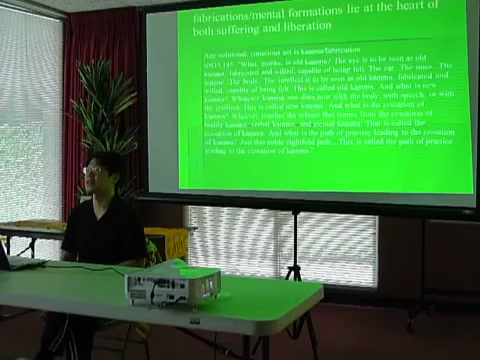 fabrications/mental formations lie at the heart of
both suffering and liberation
Any volitional, conscious act is kamma/fabrication
SN35.145 "What, monks, is old kamma? The eye is to be seen as old
kamma, fabricated and willed, capable of being felt. The ear... The nose... The
tongue... The body... The intellect is to be seen as old kamma, fabricated and
willed, capable of being felt. This is called old kamma. And what is new
kamma? Whatever kamma one does now with the body, with speech, or with
the intellect. This is called new kamma. And what is the cessation of
kamma? Whoever touches the release that comes from the cessation of
bodily kamma, verbal kamma, and mental kamma. This is called the
cessation of kamma. And what is the path of practice leading to the cessation
of kamma? Just this noble eightfold path... This is called the path of practice
leading to the cessation of kamma."